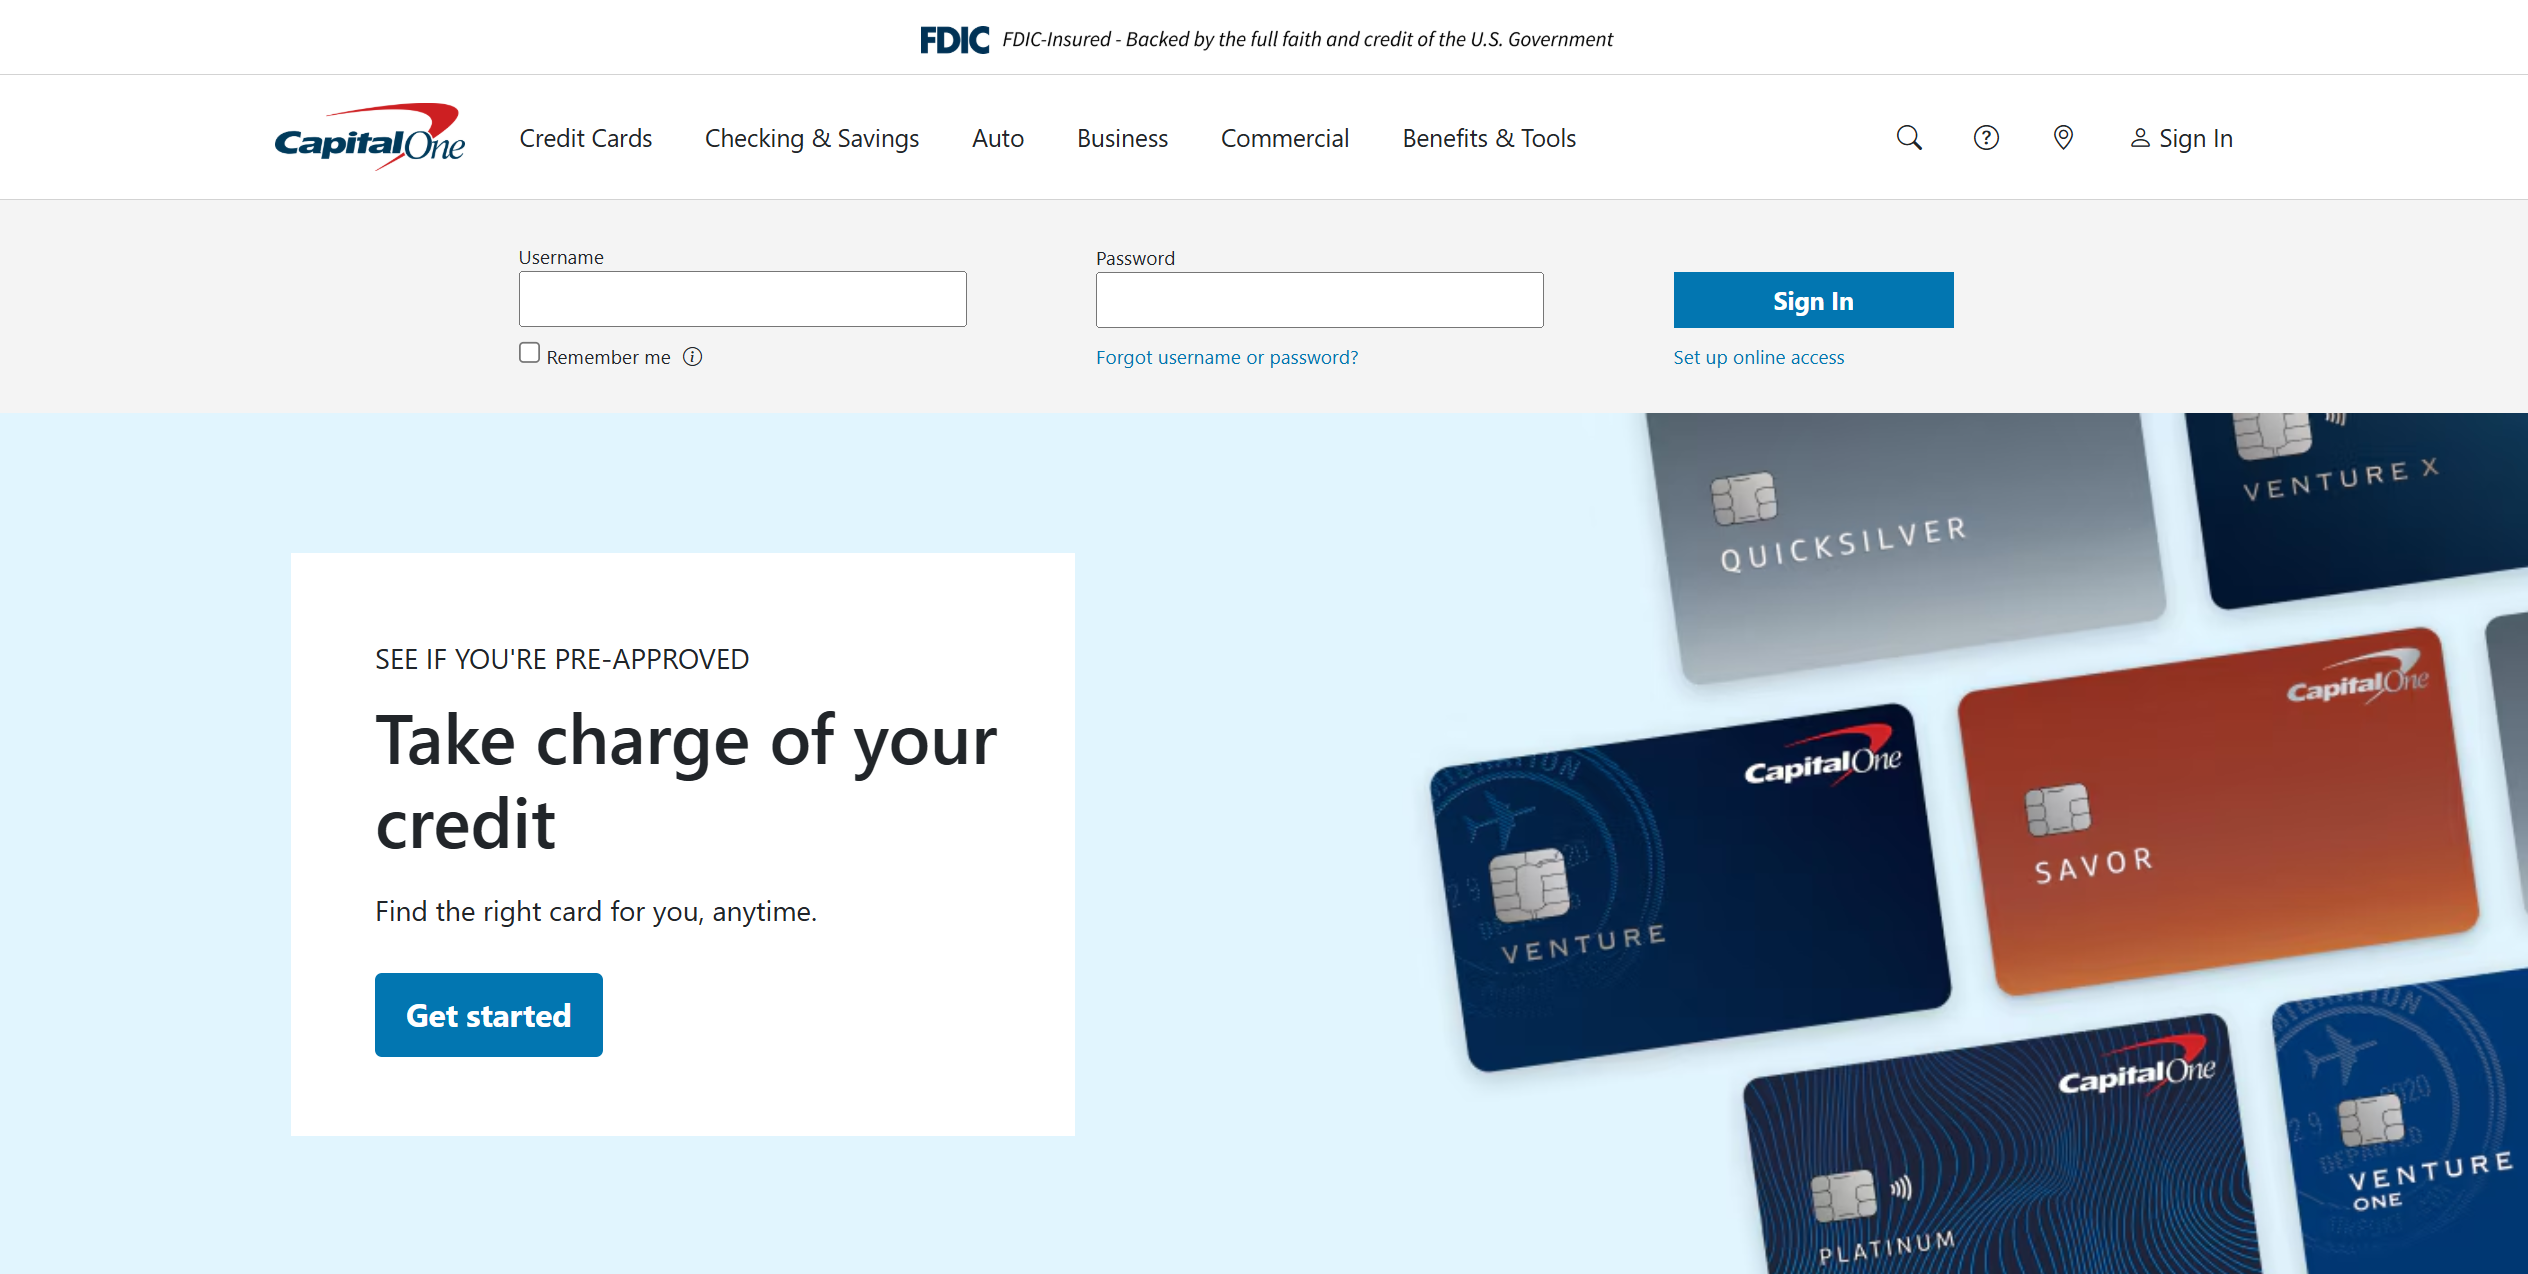 FDIC FDIC-Insured - Backed by the full faith and credit of the U.S. Government
Capital One Credit Cards Checking & Savings Auto Business Commercial Benefits & Tools Sign In
Username Password
Sign In
Remember me Forgot username or password? Set up online access
VENTURE X
QUICKSILVER
SEE IF YOU'RE PRE-APPROVED
Take charge of your
credit
Find the right card for you, anytime.
Get started
Capital One
SAVOR
Capital One
VENTURE
Capital One
PLATINUM
VENTURE
ONE